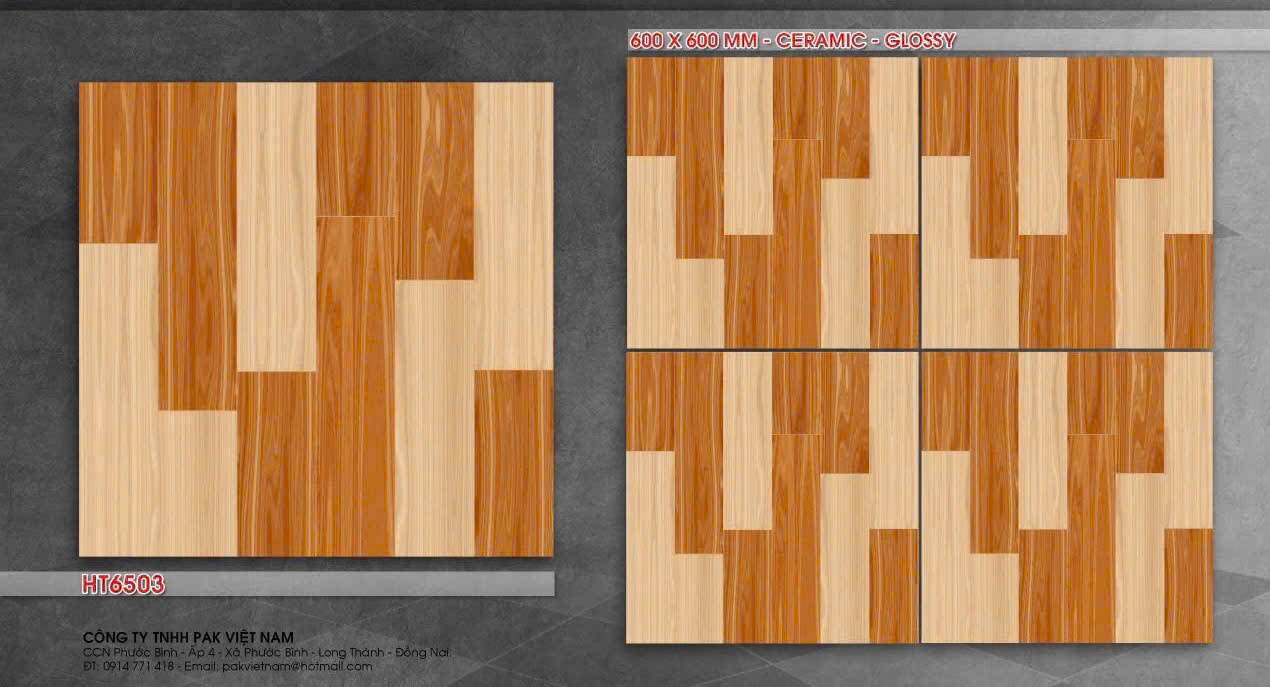 600 X 600 MM - CERAMIC - GLOSSY
HT6503
CÔNG TY TNHH PAK VIỆT NAM
CCN Phước Bình - Ấp 4 - Xã Phước Bình - Long Thành - Đồng Nai.
ĐT: 0914 771 418 - Email: pakvietnam@hotmail.com